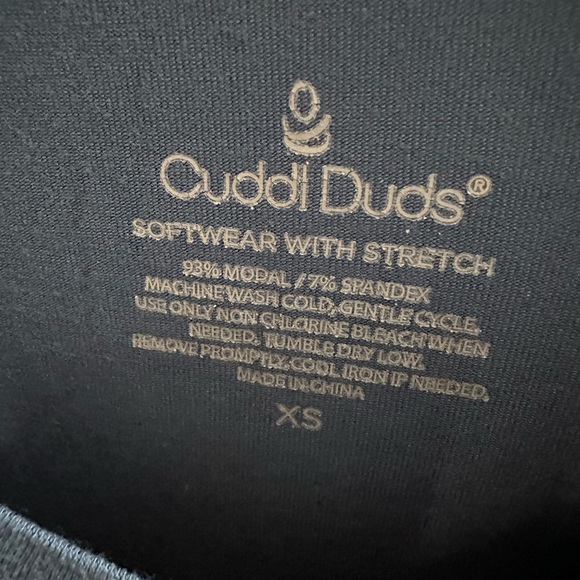 Cuddl Duds®
SOFTWEAR WITH STRETCH
93% MODAL / 7% SPANDEX
MACHINE WASH COLD, GENTLE CYCLE.
USE ONLY NON CHLORINE BLEACH WHEN
NEEDED. TUMBLE DRY LOW.
REMOVE PROMPTLY. COOL IRON IF NEEDED.
MADE IN CHINA
XS